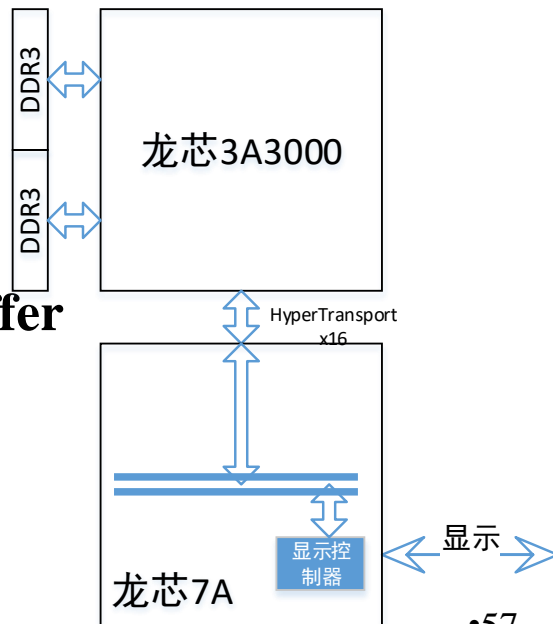 DDR3
龙芯3A3000
DDR3
ffer
HyperTransport
x16
显示控
制器
显示
龙芯7A
•57